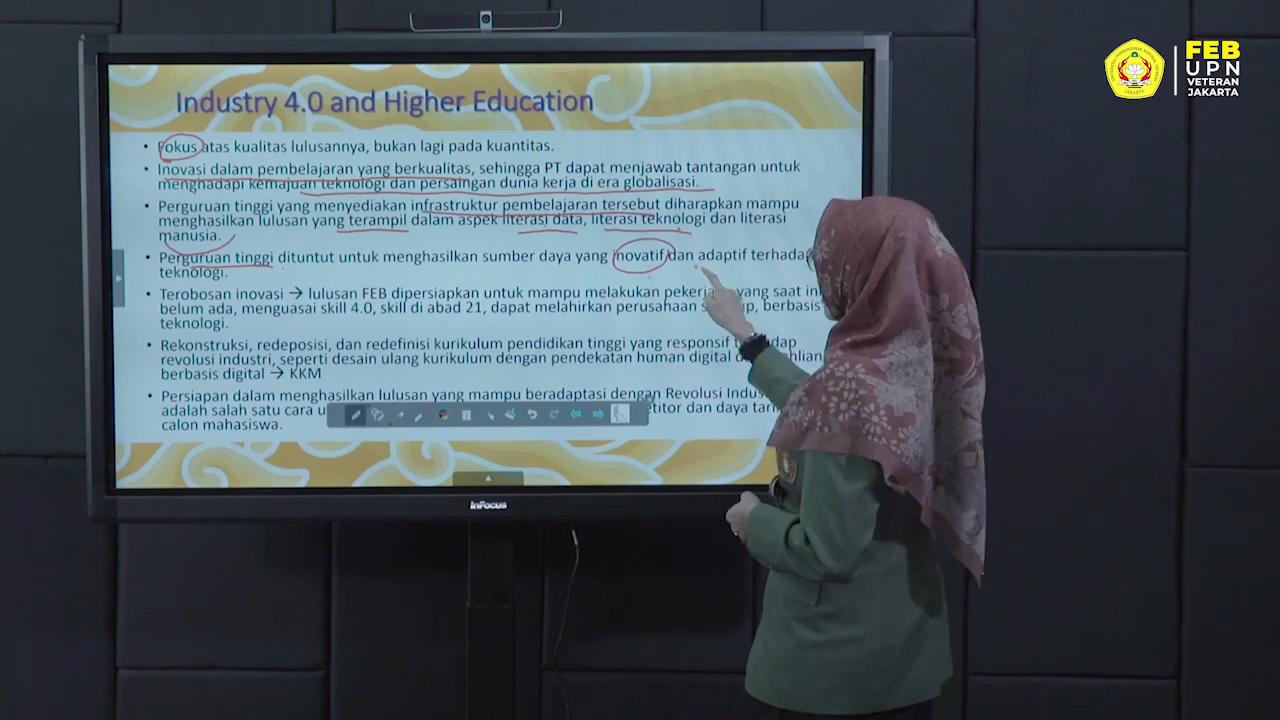 Industry 4.0 and Higher Education
• Fokus atas kualitas lulusannya, bukan lagi pada kuantitas.
• Inovasi dalam pembelajaran yang berkualitas, sehingga PT dapat menjawab tantangan untuk
menghadapi kemajuan teknologi dan persaingan dunia kerja di era globalisasi.
• Perguruan tinggi yang menyediakan infrastruktur pembelajaran tersebut diharapkan mampu
menghasilkan lulusan yang terampil dalam aspek literasi data, literasi teknologi dan literasi
manusia.
• Perguruan tinggi dituntut untuk menghasilkan sumber daya yang inovatif dan adaptif terhadap
teknologi.
• Terobosan inovasi → lulusan FEB dipersiapkan untuk mampu melakukan yang saat
belum ada, menguasai skill 4.0, skill di abad 21, dapat melahirkan perusahaan berbasis
teknologi.
• Rekonstruksi, redeposisi, dan redefinisi kurikulum pendidikan tinggi yang responsif
revolusi industri, seperti desain ulang kurikulum dengan pendekatan human digital
berbasis digital → KKM
• Persiapan dalam menghasilkan lulusan yang mampu beradaptasi dengan Revolusi
adalah salah satu cara dan daya
calon mahasiswa.
InFocus
FEB
UPN
VETERAN
JAKARTA